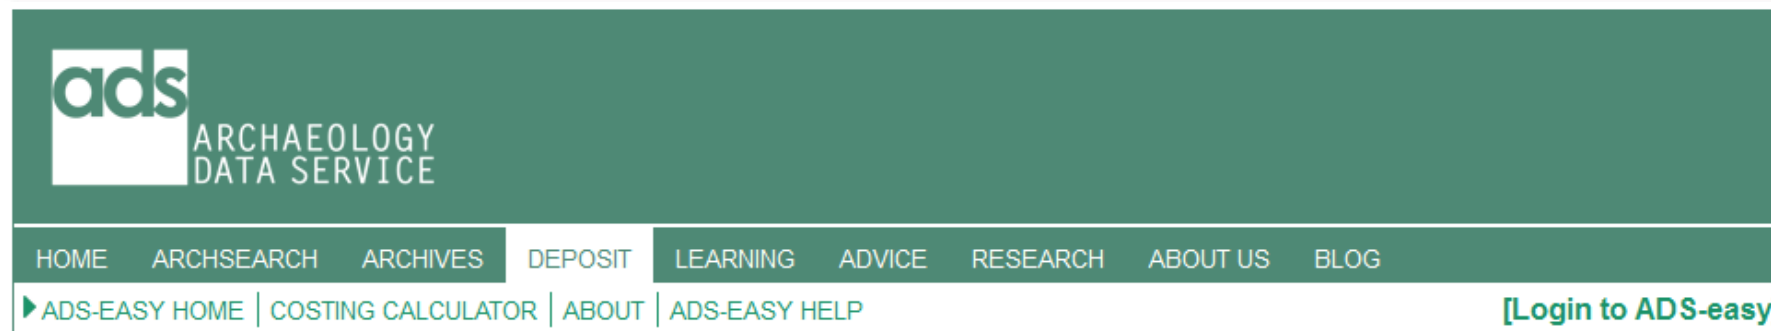 ads
ARCHAEOLOGY
DATA SERVICE
HOME ARCHSEARCH ARCHIVES DEPOSIT LEARNING ADVICE RESEARCH ABOUT US BLOG
ADS-EASY HOME COSTING CALCULATOR ABOUT ADS-EASY HELP [Login to ADS-easy